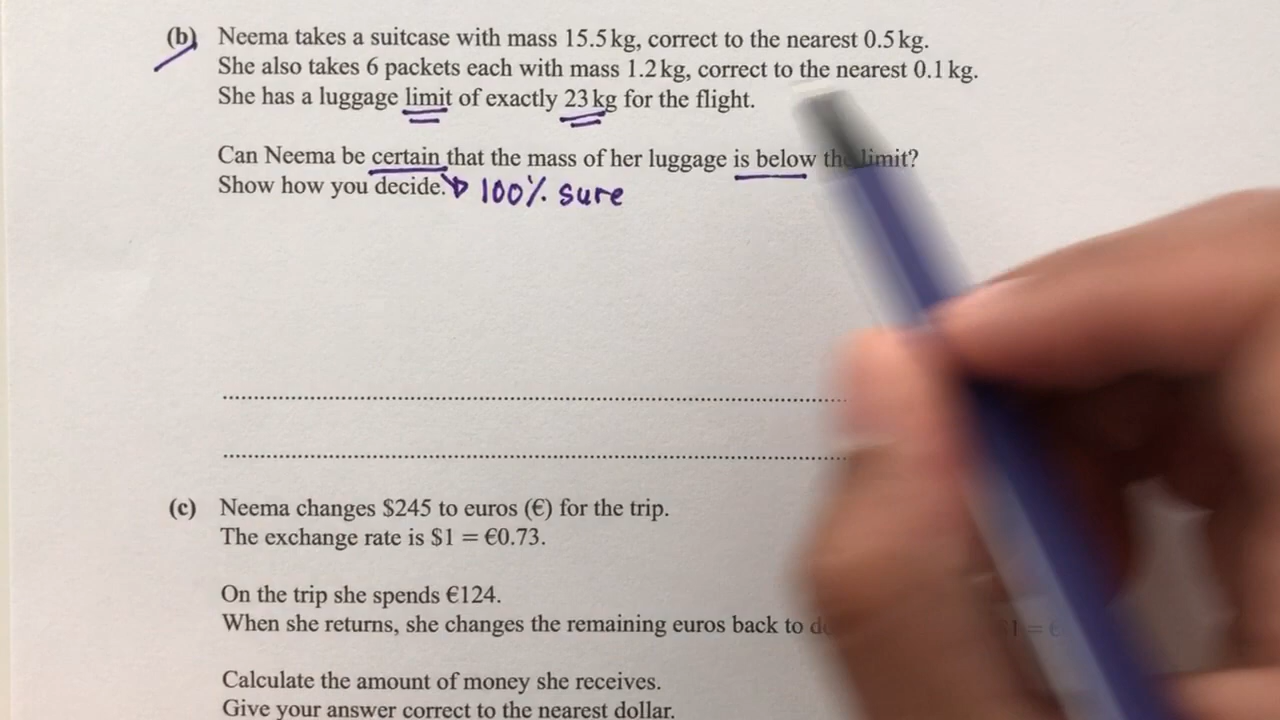 (b) Neema takes a suitcase with mass 15.5 kg, correct to the nearest 0.5 kg.
She also takes 6 packets each with mass 1.2 kg, correct to the nearest 0.1 kg.
She has a luggage limit of exactly 23 kg for the flight.
Can Neema be certain that the mass of her luggage is below the limit?
Show how you decide. 100% sure
(c) Neema changes $245 to euros (€) for the trip.
The exchange rate is $1 = €0.73.
On the trip she spends €124.
When she returns, she changes the remaining euros back to
Calculate the amount of money she receives.
Give your answer correct to the nearest dollar.